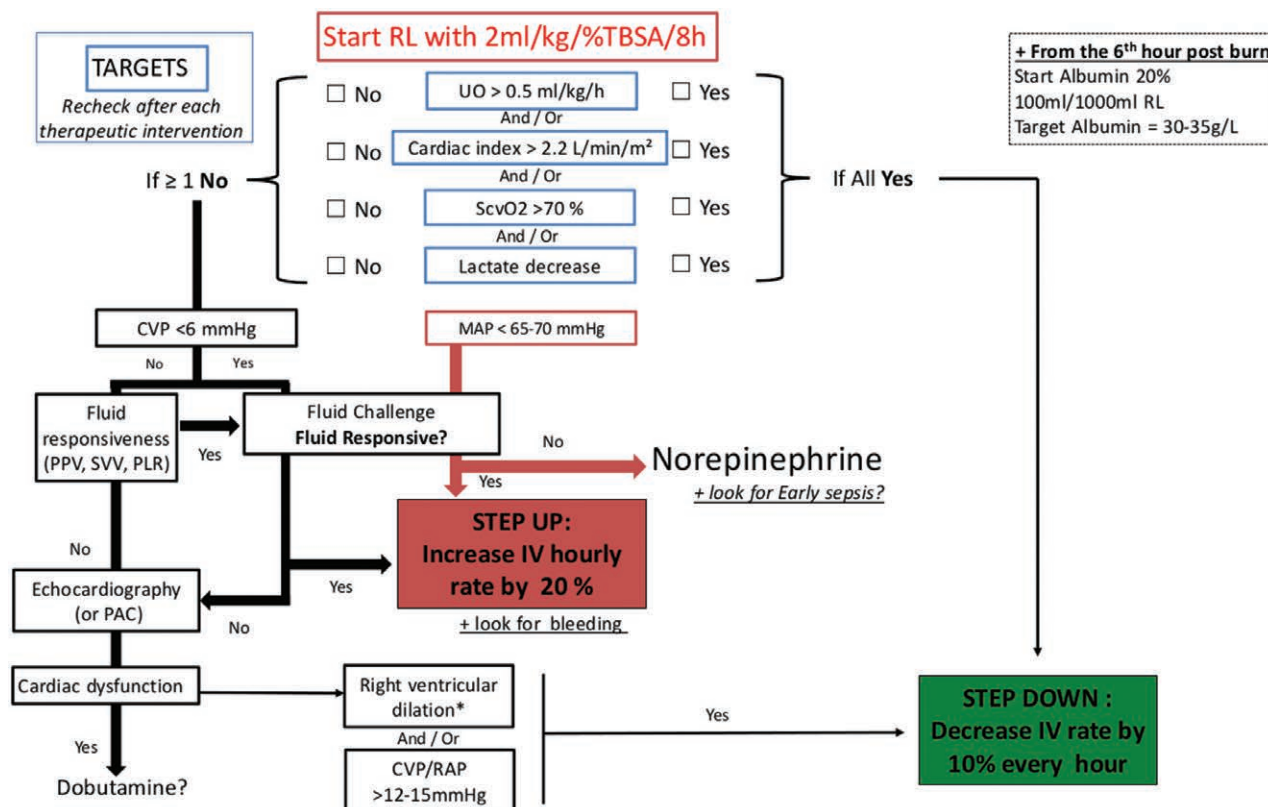 Start RL with 2ml/kg/%TBSA/8h
TARGETS
Recheck after each
therapeutic intervention
+ From the 6th hour post burn
Start Albumin 20%
100ml/1000ml RL
Target Albumin = 30-35g/L
☐ No
UO > 0.5 ml/kg/h
☐ Yes
And / Or
☐ No
Cardiac index > 2.2 L/min/m²
☐ Yes
And / Or
If ≥ 1 No
If All Yes
☐ No
ScvO2 >70 %
☐ Yes
And / Or
☐ No
Lactate decrease
☐ Yes
CVP <6 mmHg
MAP < 65-70 mmHg
No
Yes
Fluid
responsiveness
(PPV, SVV, PLR)
Yes
Fluid Challenge
Fluid Responsive?
No
Norepinephrine
+ look for Early sepsis?
Yes
STEP UP:
Increase IV hourly
rate by 20 %
+ look for bleeding
No
Yes
Echocardiography
(or PAC)
No
Cardiac dysfunction
Right ventricular
dilation*
And / Or
CVP/RAP
>12-15mmHg
Yes
STEP DOWN :
Decrease IV rate by
10% every hour
Yes
Dobutamine?